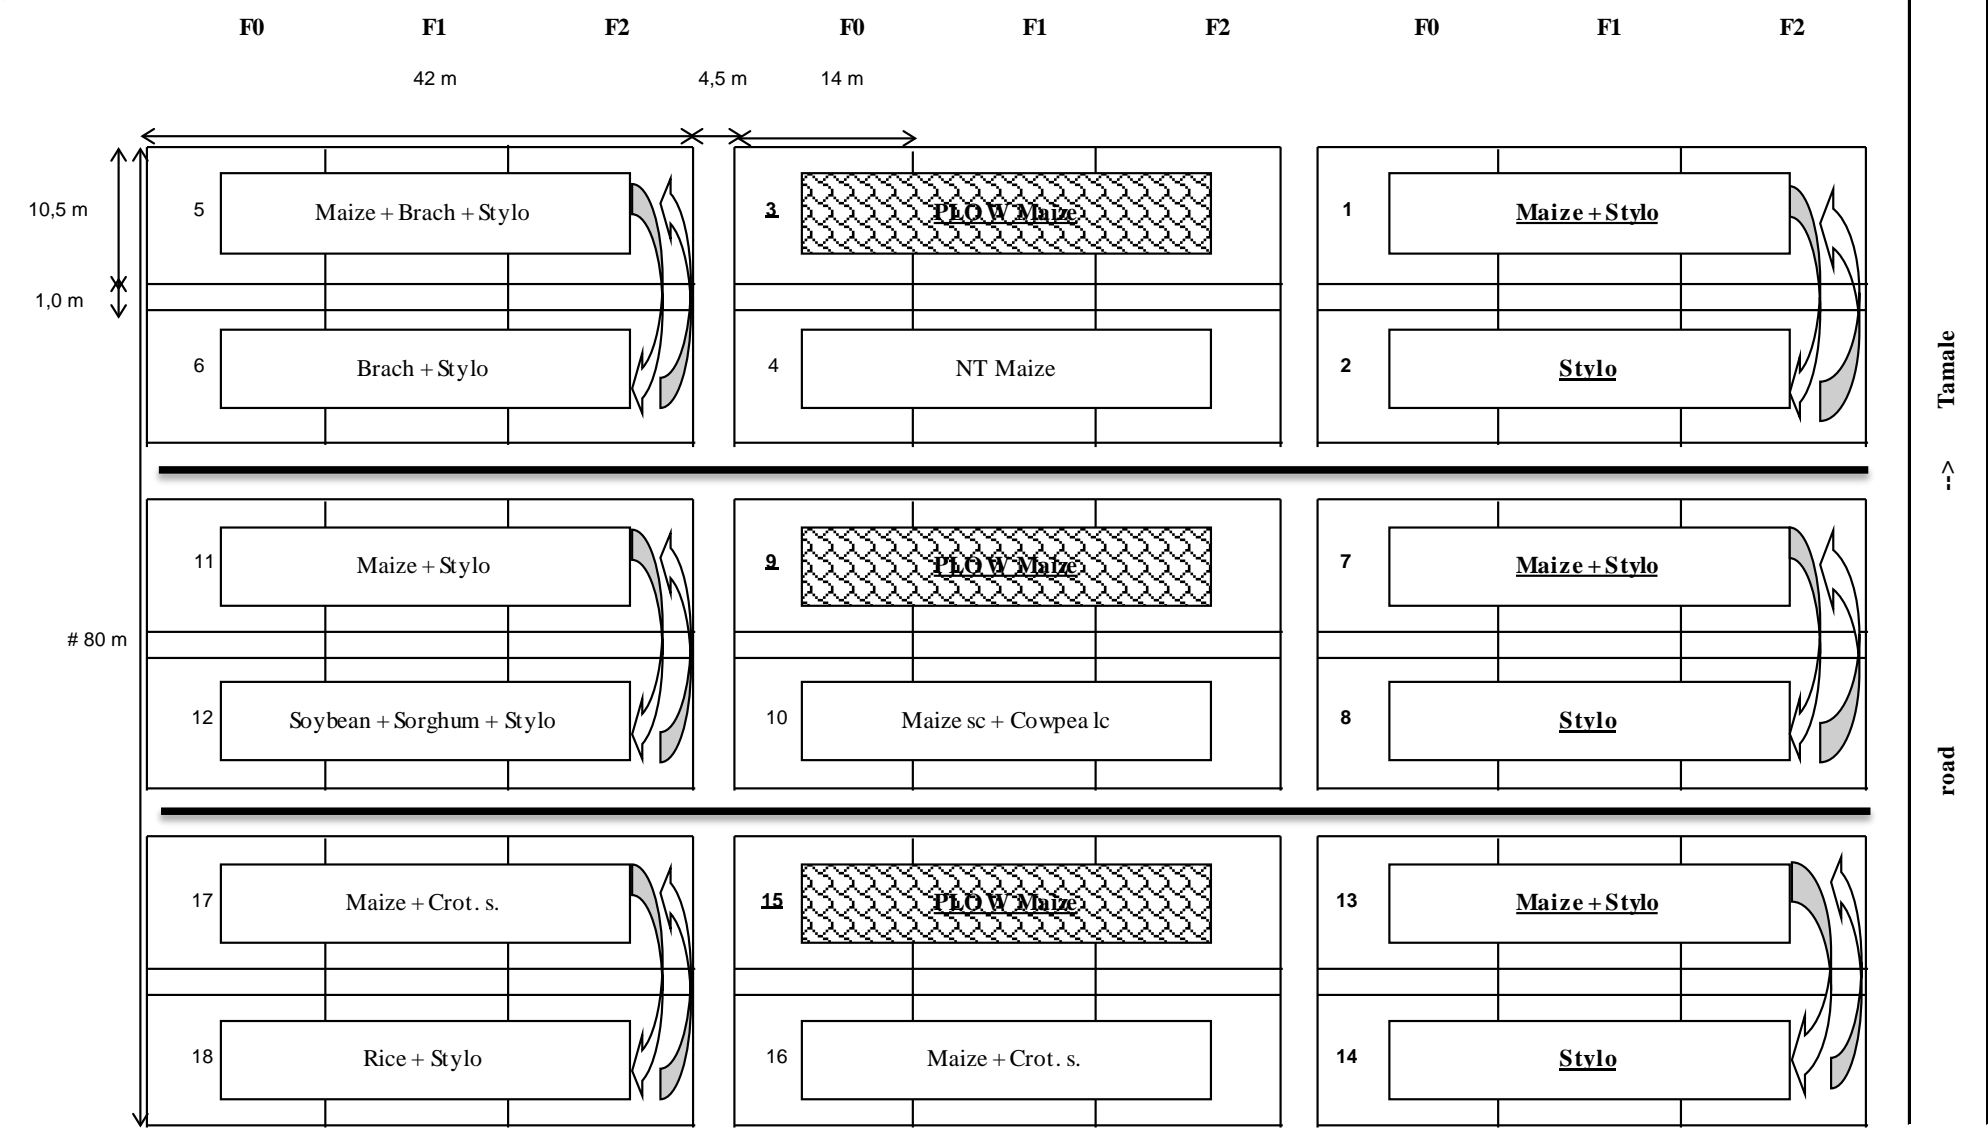 F0 F1 F2 F0 F1 F2 F0 F1 F2
42 m 4,5 m 14 m
10,5 m 5 Maize + Brach + Stylo 3 PLOW Maize 1 Maize + Stylo
1,0 m
6 Brach + Stylo 4 NT Maize 2 Stylo
11 Maize + Stylo 9 PLOW Maize 7 Maize + Stylo
# 80 m
12 Soybean + Sorghum + Stylo 10 Maize sc + Cowpea lc 8 Stylo
17 Maize + Crot. s. 15 PLOW Maize 13 Maize + Stylo
18 Rice + Stylo 16 Maize + Crot. s. 14 Stylo
road --> Tamale